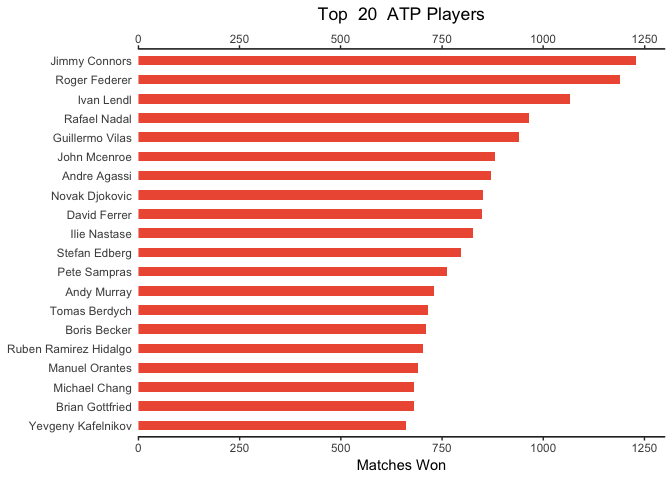 Top 20 ATP Players
0 250 500 750 1000 1250
Jimmy Connors
Roger Federer
Ivan Lendl
Rafael Nadal
Guillermo Vilas
John Mcenroe
Andre Agassi
Novak Djokovic
David Ferrer
Ilie Nastase
Stefan Edberg
Pete Sampras
Andy Murray
Tomas Berdych
Boris Becker
Ruben Ramirez Hidalgo
Manuel Orantes
Michael Chang
Brian Gottfried
Yevgeny Kafelnikov
0 250 500 750 1000 1250
Matches Won